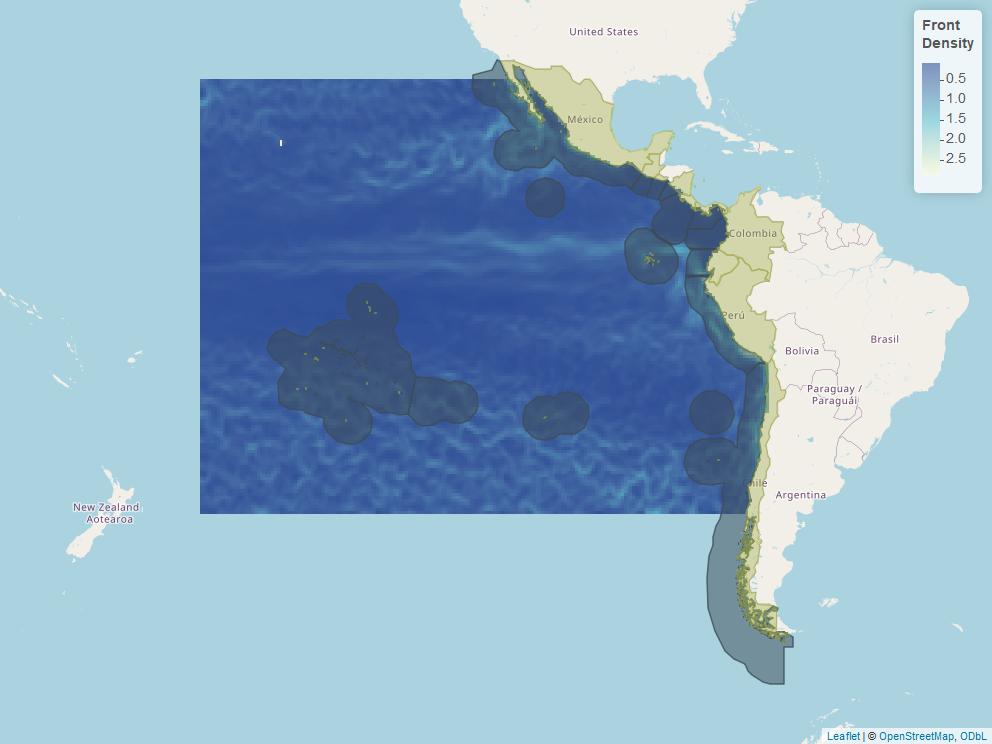 United States
Front
Density
0.5
1.0
1.5
2.0
2.5
México
Colombia
Perú
Brasil
Bolivia
Paraguay /
Paraguái
hile
Argentina
New Zealand
Aotearoa
Leaflet | © OpenStreetMap, ODbL